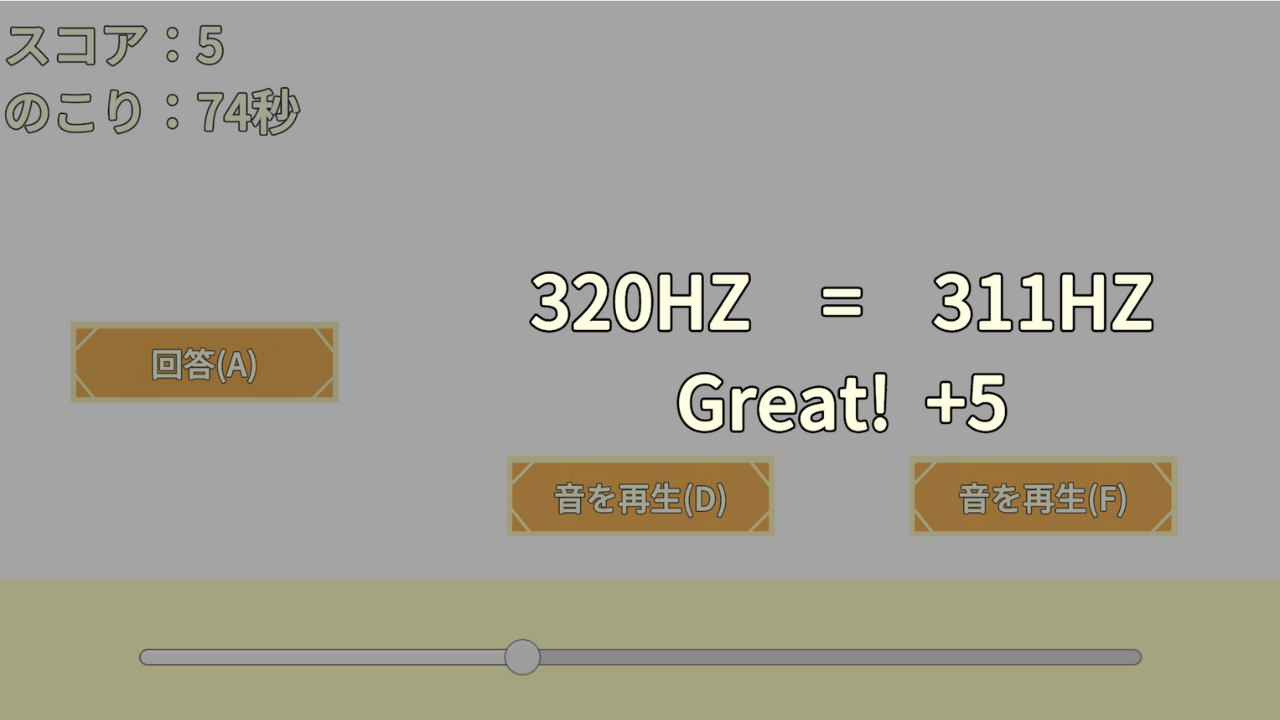 スコア：5
のこり：74秒
320HZ = 311HZ
回答(A)
Great! +5
音を再生(D) 音を再生(F)